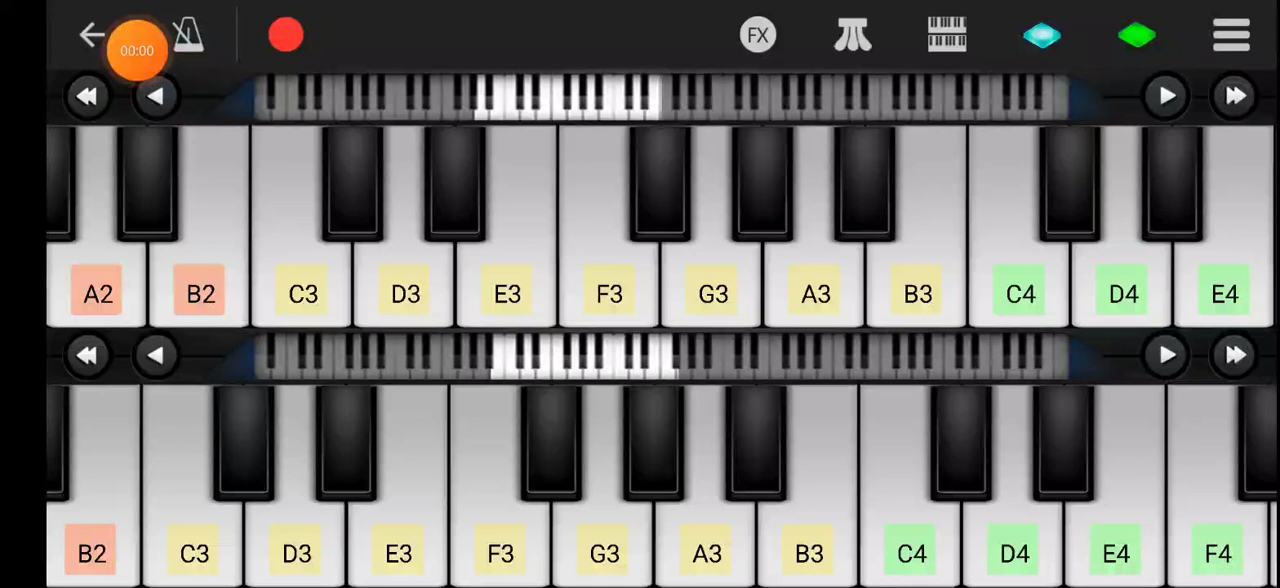 00:00
FX
A2 B2 C3 D3 E3 F3 G3 A3 B3 C4 D4 E4
B2 C3 D3 E3 F3 G3 A3 B3 C4 D4 E4 F4